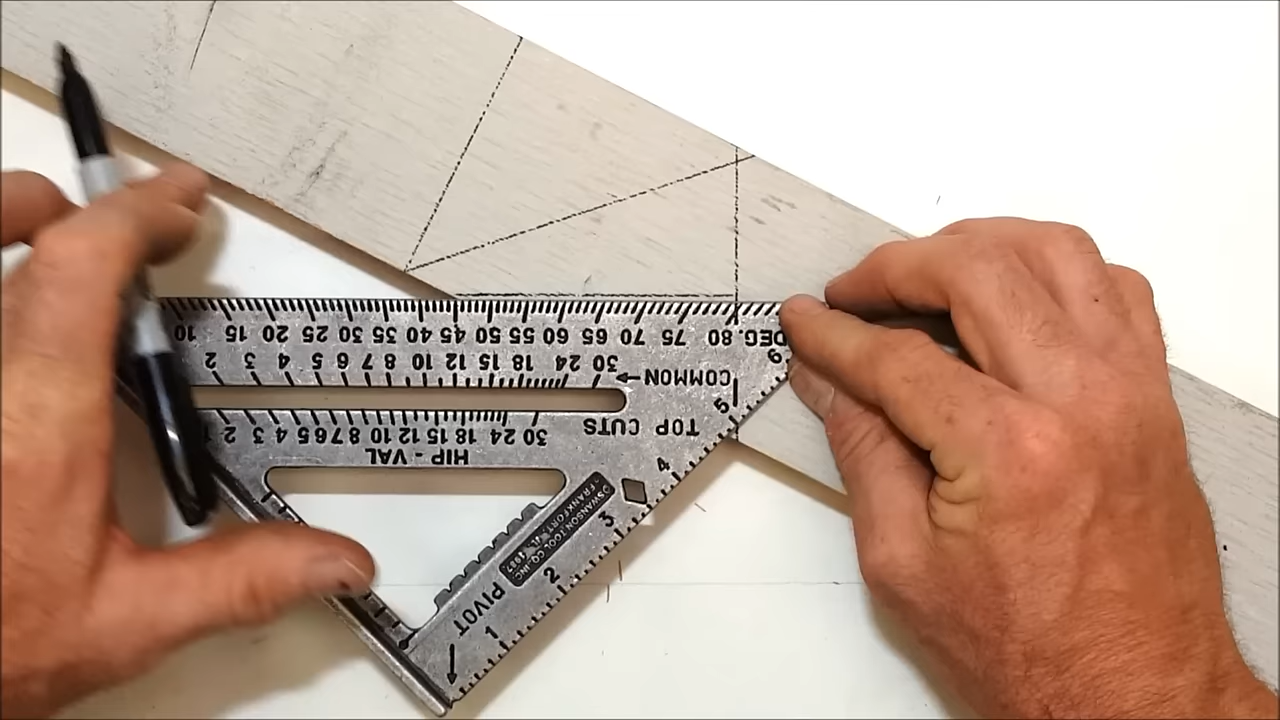 10 15 20 25 30 35 40 45 50 55 60 65 70 75 80 DEG.
2 3 4 5 6 7 8 10 12 15 18 24 30
COMMON
TOP CUTS
1 2 3 4 5 6 7 8 10 12 15 18 24 30
HIP - VAL
SWANSON TOOL CO., INC.
FRANKFORT, IL
PIVOT
1 2 3 4 5 6